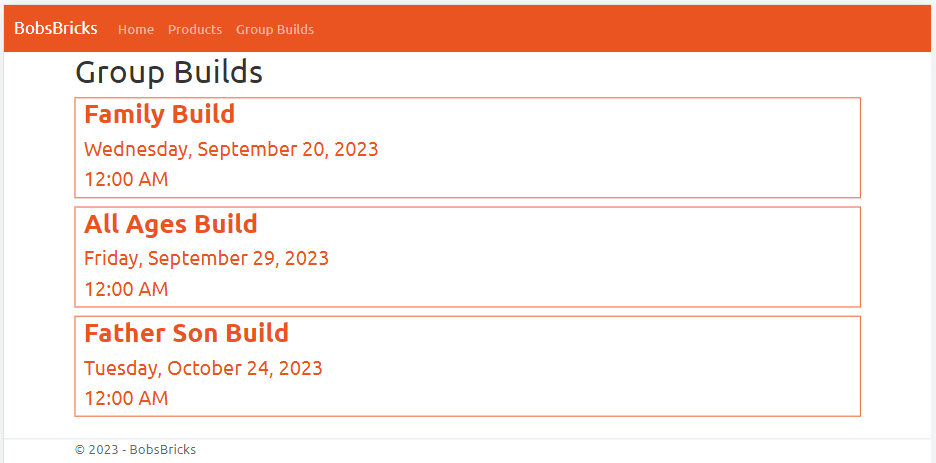 BobsBricks Home Products Group Builds
Group Builds
Family Build
Wednesday, September 20, 2023
12:00 AM
All Ages Build
Friday, September 29, 2023
12:00 AM
Father Son Build
Tuesday, October 24, 2023
12:00 AM
© 2023 - BobsBricks